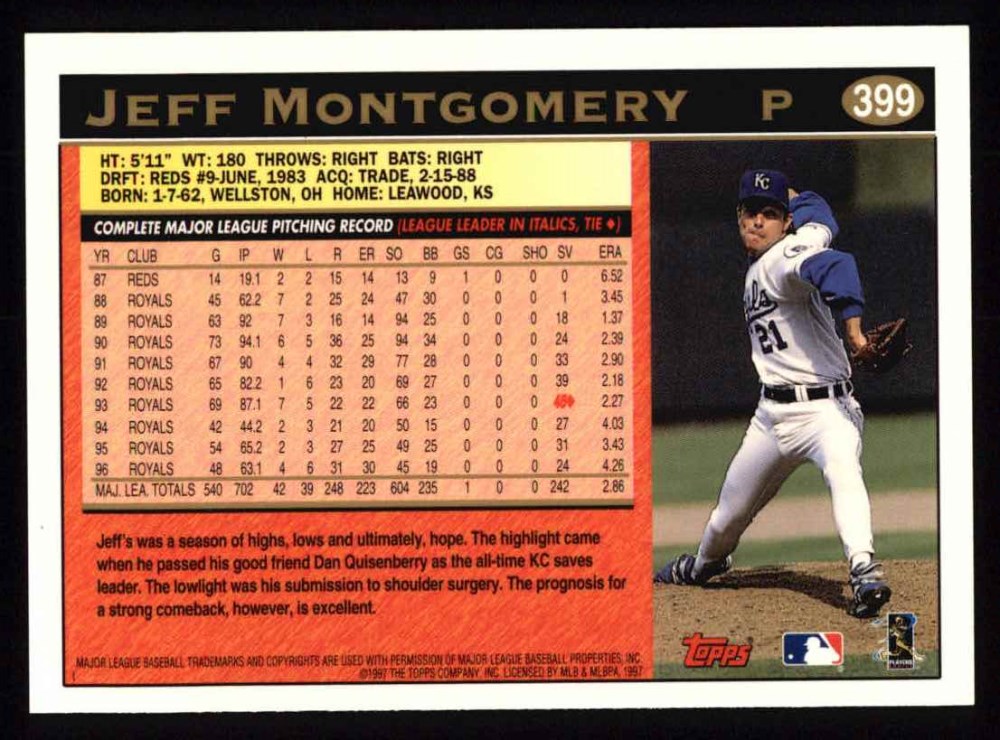 JEFF MONTGOMERY P 399
HT: 5'11" WT: 180 THROWS: RIGHT BATS: RIGHT
DRFT: REDS #9-JUNE, 1983 ACQ: TRADE, 2-15-88
BORN: 1-7-62, WELLSTON, OH HOME: LEAWOOD, KS
COMPLETE MAJOR LEAGUE PITCHING RECORD (LEAGUE LEADER IN ITALICS, TIE ♦)
YR CLUB G IP W L R ER SO BB GS CG SHO SV ERA
87 REDS 14 19.1 2 2 15 14 13 9 1 0 0 0 6.52
88 ROYALS 45 62.2 7 2 25 24 47 30 0 0 0 1 3.45
89 ROYALS 63 92 7 3 16 14 94 25 0 0 0 18 1.37
90 ROYALS 73 94.1 6 5 36 25 94 34 0 0 0 24 2.39
91 ROYALS 67 90 4 4 32 29 77 28 0 0 0 33 2.90
92 ROYALS 65 82.2 1 6 23 20 69 27 0 0 0 39 2.18
93 ROYALS 69 87.1 7 5 22 22 66 23 0 0 0 2.27
94 ROYALS 42 44.2 2 3 21 20 50 15 0 0 0 27 4.03
95 ROYALS 54 65.2 2 3 27 25 49 25 0 0 0 31 3.43
96 ROYALS 48 63.1 4 6 31 30 45 19 0 0 0 24 4.26
MAJ. LEA. TOTALS 540 702 42 39 248 223 604 235 1 0 0 242 2.86
Jeff's was a season of highs, lows and ultimately, hope. The highlight came
when he passed his good friend Dan Quisenberry as the all-time KC saves
leader. The lowlight was his submission to shoulder surgery. The prognosis for
a strong comeback, however, is excellent.
MAJOR LEAGUE BASEBALL TRADEMARKS AND COPYRIGHTS ARE USED WITH PERMISSION OF MAJOR LEAGUE BASEBALL PROPERTIES, INC.
©1997 THE TOPPS COMPANY, INC. LICENSED BY MLB & MLBPA, 1997
KC
21
Topps
PLAYERS